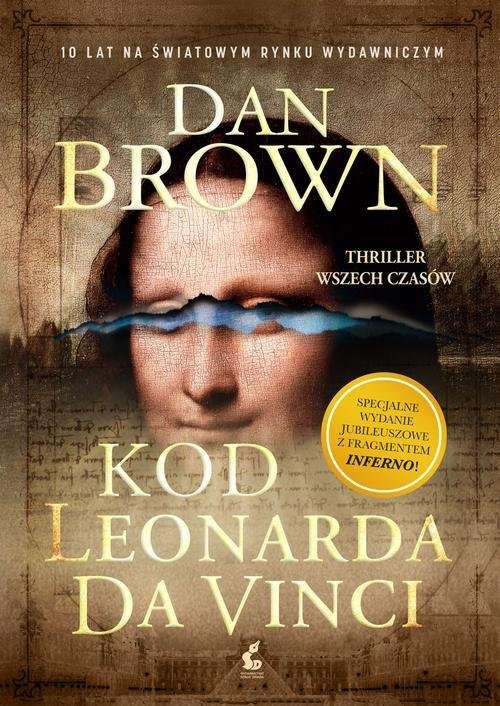 10 LAT NA ŚWIATOWYM RYNKU WYDAWNICZYM
DAN
BROWN
THRILLER
WSZECH CZASÓW
SPECJALNE
WYDANIE
JUBILEUSZOWE
Z FRAGMENTEM
INFERNO!
KOD
LEONARDA
DA VINCI